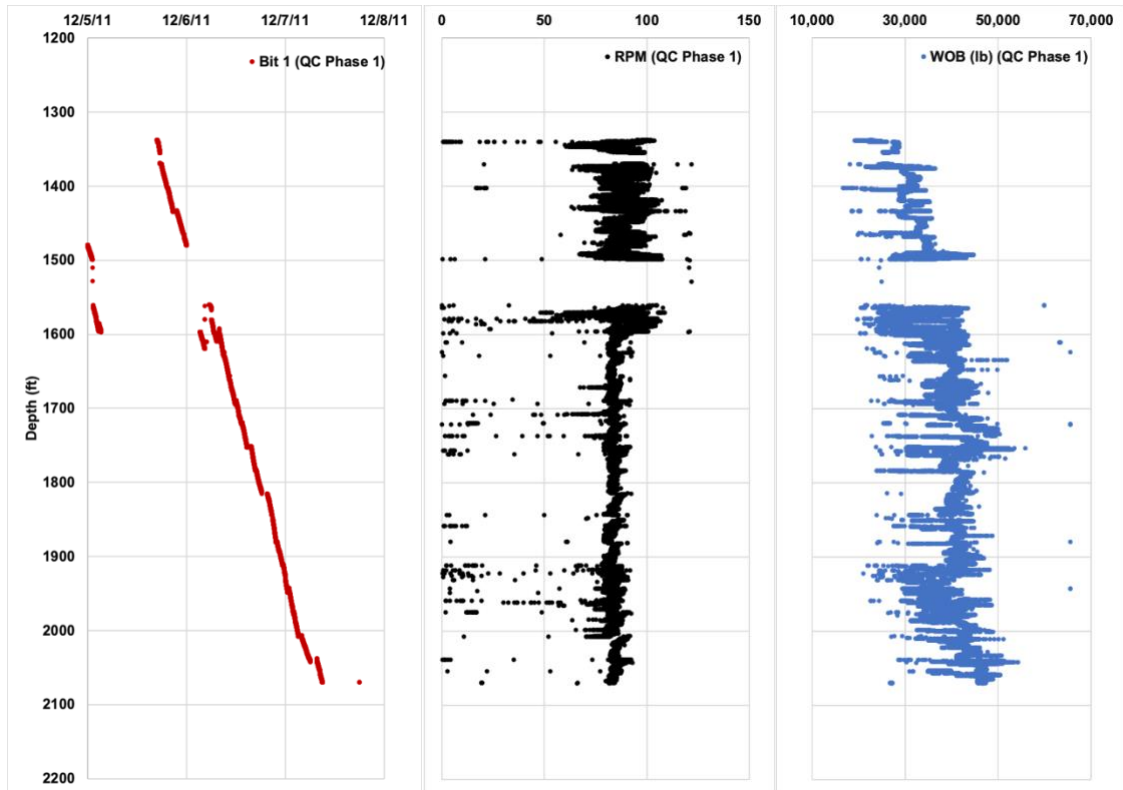 12/5/11 12/6/11 12/7/11 12/8/11
0 50 100 150
10,000 30,000 50,000 70,000
Bit 1 (QC Phase 1)
RPM (QC Phase 1)
WOB (lb) (QC Phase 1)
Depth (ft)
1200
1300
1400
1500
1600
1700
1800
1900
2000
2100
2200